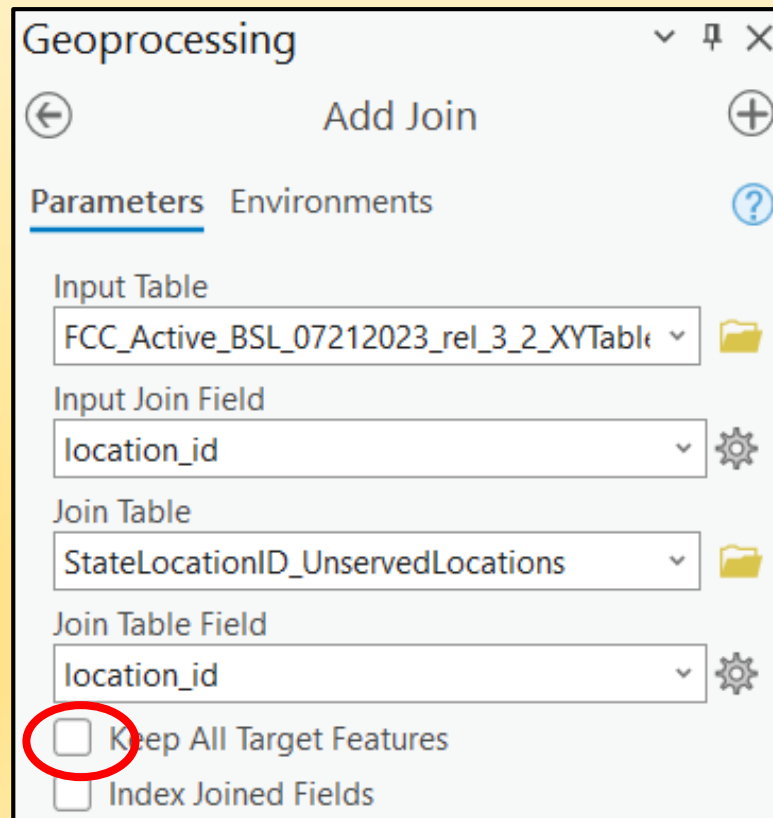 Geoprocessing
Add Join
Parameters Environments
Input Table
FCC_Active_BSL_07212023_rel_3_2_XYTable
Input Join Field
location_id
Join Table
StateLocationID_UnservedLocations
Join Table Field
location_id
Keep All Target Features
Index Joined Fields